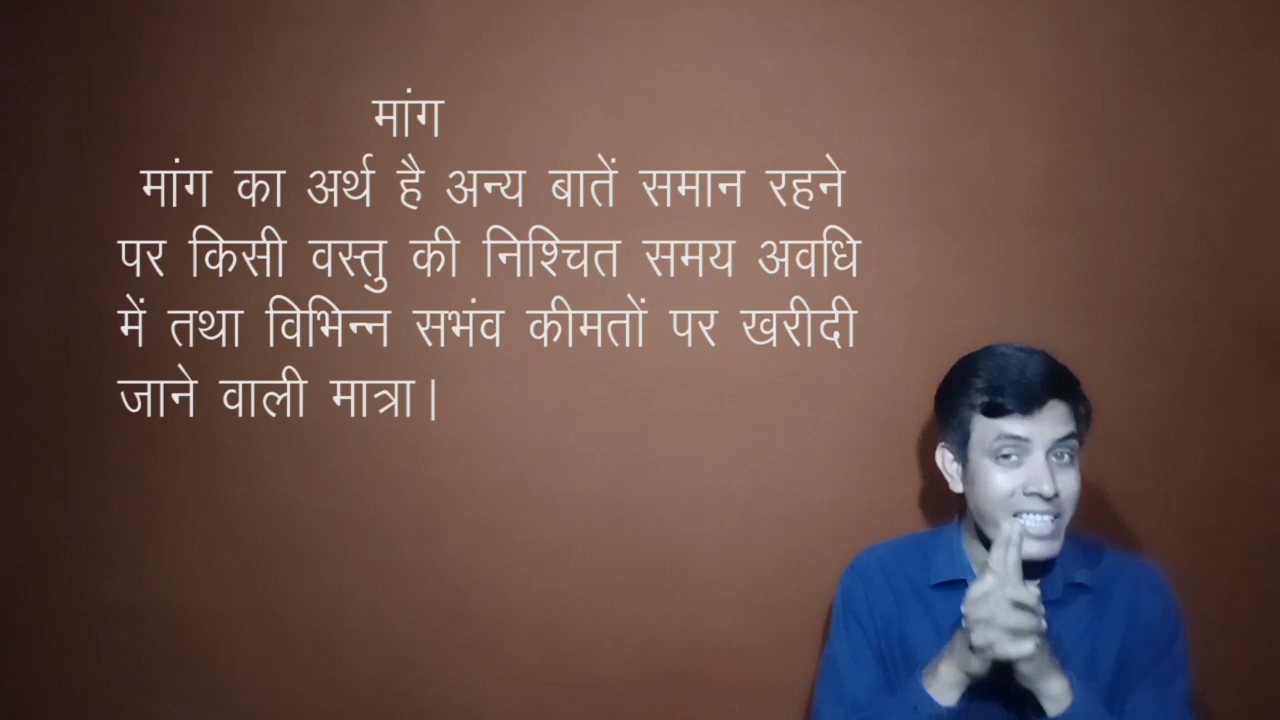 मांग
मांग का अर्थ है अन्य बातें समान रहने
पर किसी वस्तु की निश्चित समय अवधि
में तथा विभिन्न सभंव कीमतों पर खरीदी
जाने वाली मात्रा|